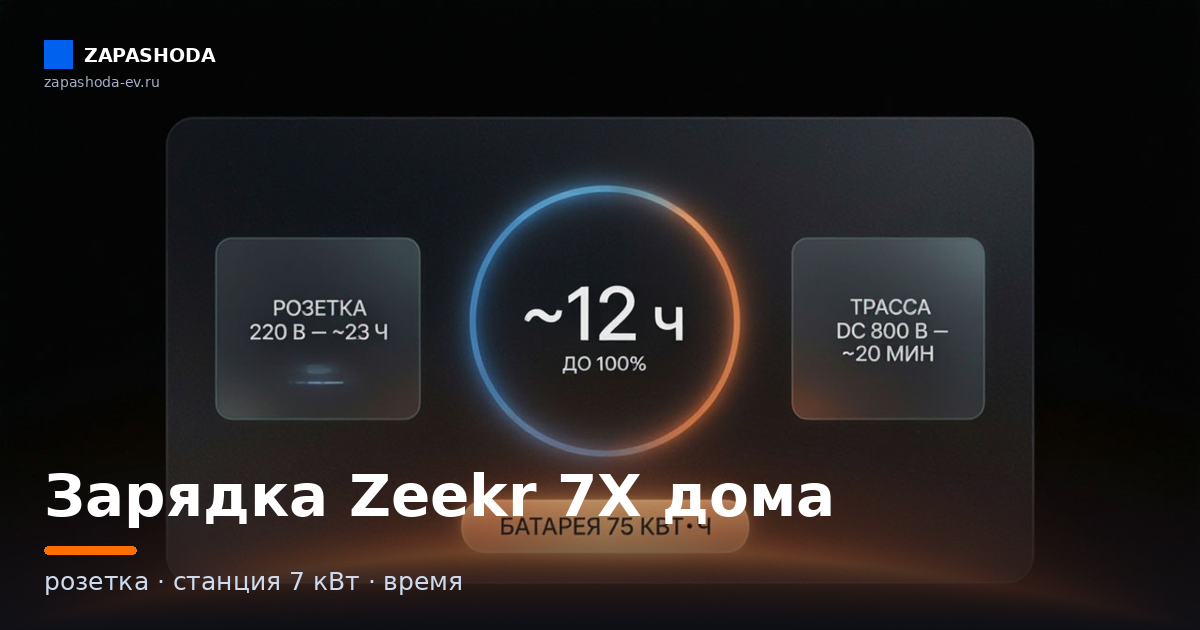 ZAPASHODA
zapashoda-ev.ru
РОЗЕТКА
220 В — ~23 Ч
~12 ч
ДО 100%
ТРАССА
DC 800 В —
~20 МИН
Зарядка Zeekr 7X дома
БАТАРЕЯ 75 КВТ·Ч
розетка · станция 7 кВт · время